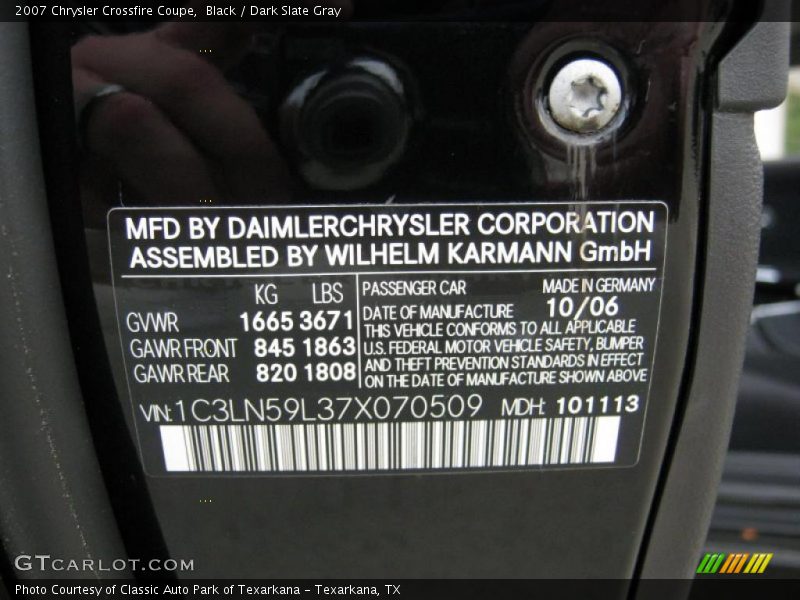 2007 Chrysler Crossfire Coupe, Black / Dark Slate Gray
MFD BY DAIMLERCHRYSLER CORPORATION
ASSEMBLED BY WILHELM KARMANN GmbH
KG LBS
GVWR 1665 3671
GAWR FRONT 845 1863
GAWR REAR 820 1808
PASSENGER CAR MADE IN GERMANY
DATE OF MANUFACTURE 10/06
THIS VEHICLE CONFORMS TO ALL APPLICABLE
U.S. FEDERAL MOTOR VEHICLE SAFETY, BUMPER
AND THEFT PREVENTION STANDARDS IN EFFECT
ON THE DATE OF MANUFACTURE SHOWN ABOVE
VIN: 1C3LN59L37X070509 MDH: 101113
GTCARLOT.COM
Photo Courtesy of Classic Auto Park of Texarkana - Texarkana, TX